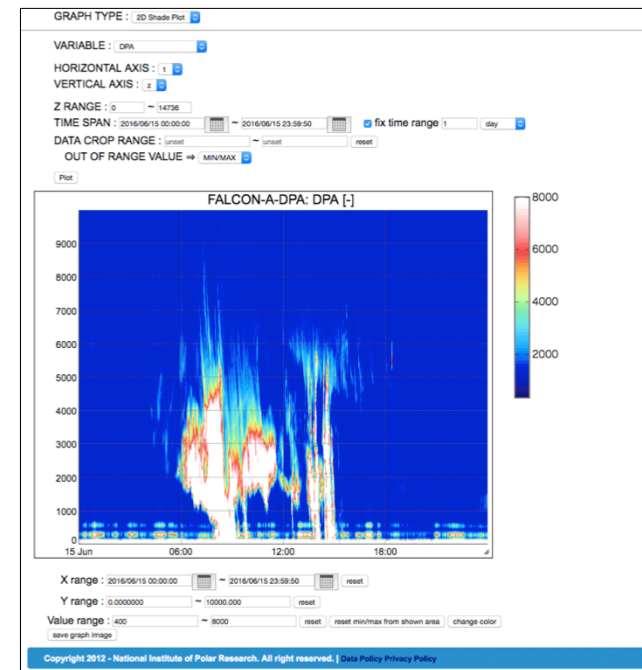 GRAPH TYPE : 2D Shade Plot
VARIABLE : DPA
HORIZONTAL AXIS : t
VERTICAL AXIS : z
Z RANGE : 0 ~ 14736
TIME SPAN : 2016/06/15 00:00:00 ~ 2016/06/15 23:59:50 fix time range 1 day
DATA CROP RANGE : unset ~ unset reset
OUT OF RANGE VALUE ⇒ MIN/MAX
Plot
FALCON-A-DPA: DPA [-]
8000
9000
6000
8000
7000
4000
6000
2000
5000
4000
3000
2000
1000
0
15 Jun 06:00 12:00 18:00
X range : 2016/06/15 00:00:00 ~ 2016/06/15 23:59:50 reset
Y range : 0.0000000 ~ 10000.000 reset
Value range : 400 ~ 8000 reset reset min/max from shown area change color
save graph image
Copyright 2012 - National Institute of Polar Research. All right reserved. | Data Policy Privacy Policy